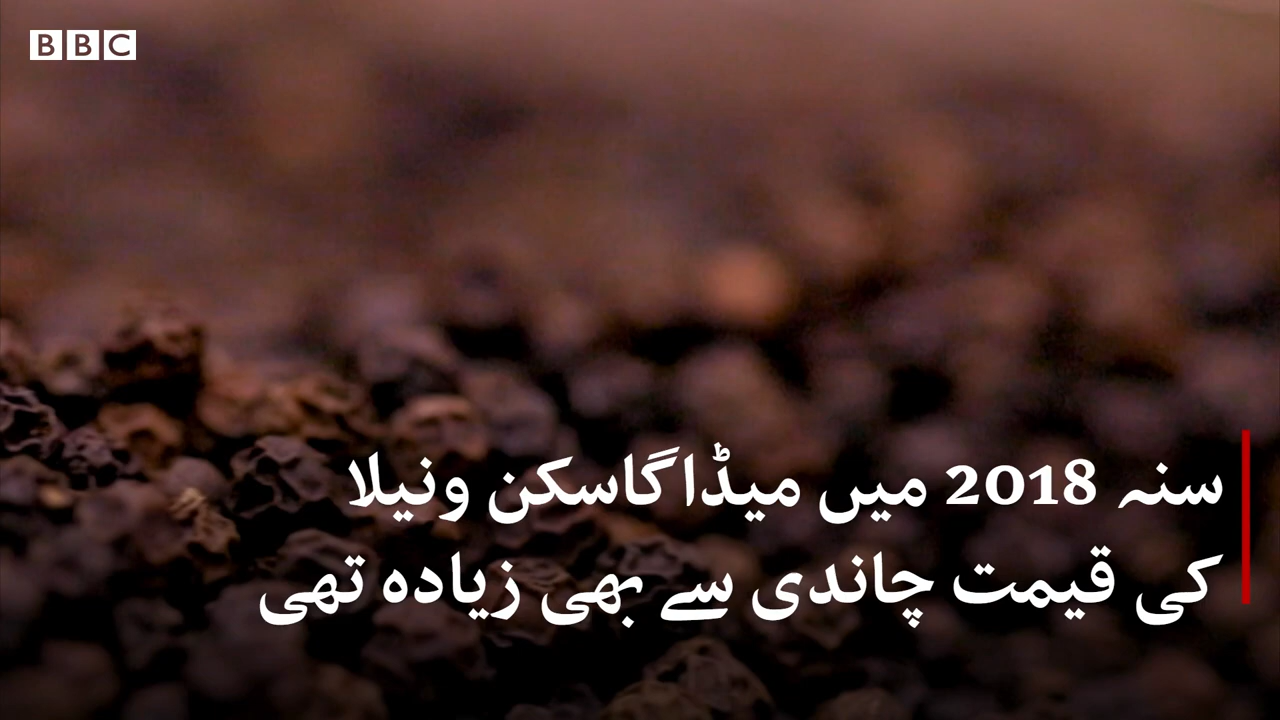 BBC
سنہ 2018 میں میڈاگاسکن ونیلا
کی قیمت چاندی سے بھی زیادہ تھی